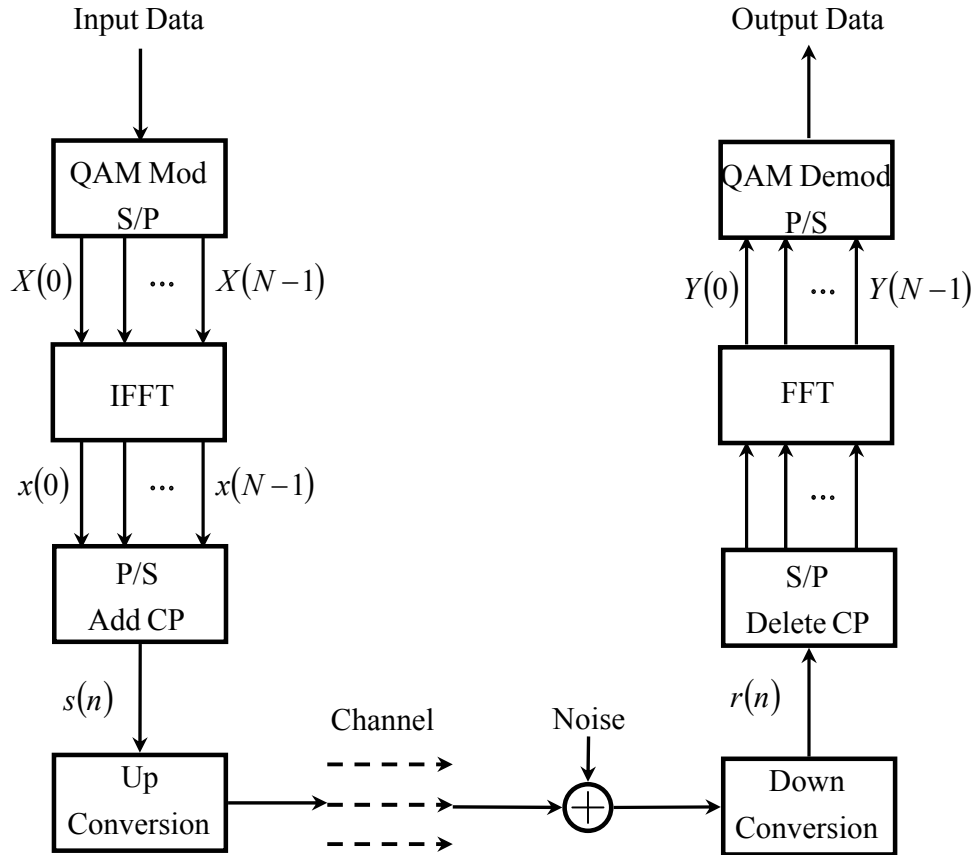 Input Data
Output Data
QAM Mod
S/P
QAM Demod
P/S
X(0) ... X(N−1)
Y(0) ... Y(N−1)
IFFT
FFT
x(0) ... x(N−1)
...
P/S
Add CP
S/P
Delete CP
s(n)
r(n)
Channel
Noise
Up
Conversion
+
Down
Conversion